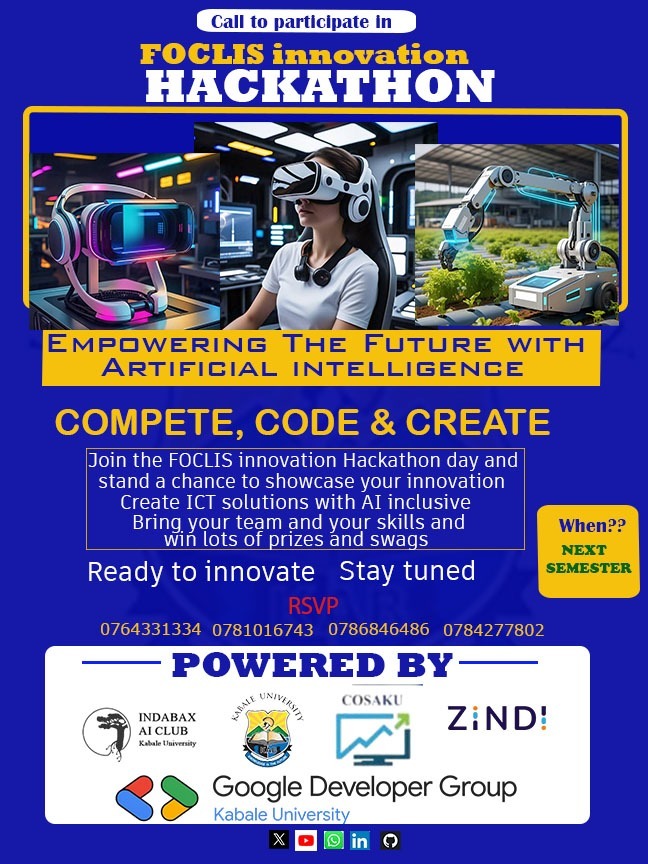 Call to participate in
FOCLIS innovation
HACKATHON
EMPOWERING THE FUTURE WITH
ARTIFICIAL INTELLIGENCE
COMPETE, CODE & CREATE
Join the FOCLIS innovation Hackathon day and
stand a chance to showcase your innovation
Create ICT solutions with AI inclusive
Bring your team and your skills and
win lots of prizes and swags
When??
NEXT
SEMESTER
Ready to innovate Stay tuned
RSVP
0764331334 0781016743 0786846486 0784277802
POWERED BY
INDABAX
AI CLUB
Kabale University
KABALE UNIVERSITY
COSAKU
ZiNDI
Google Developer Group
Kabale University